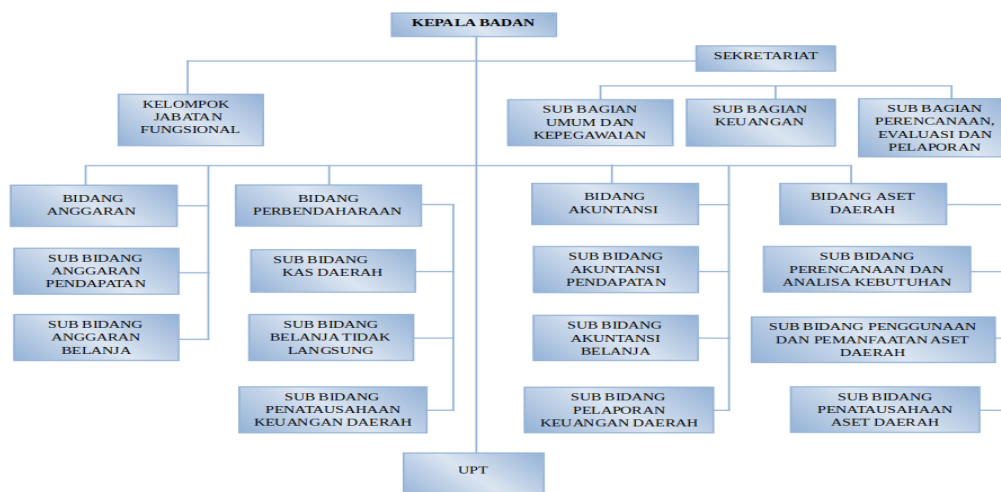 KEPALA BADAN
SEKRETARIAT
KELOMPOK
JABATAN
FUNGSIONAL
SUB BAGIAN
UMUM DAN
KEPEGAWAIAN
SUB BAGIAN
KEUANGAN
SUB BAGIAN
PERENCANAAN,
EVALUASI DAN
PELAPORAN
BIDANG
ANGGARAN
BIDANG
PERBENDAHARAAN
BIDANG
AKUNTANSI
BIDANG ASET
DAERAH
SUB BIDANG
ANGGARAN
PENDAPATAN
SUB BIDANG
KAS DAERAH
SUB BIDANG
AKUNTANSI
PENDAPATAN
SUB BIDANG
PERENCANAAN DAN
ANALISA KEBUTUHAN
SUB BIDANG
ANGGARAN
BELANJA
SUB BIDANG
BELANJA TIDAK
LANGSUNG
SUB BIDANG
AKUNTANSI
BELANJA
SUB BIDANG PENGGUNAAN
DAN PEMANFAATAN ASET
DAERAH
SUB BIDANG
PENATAUSAHAAN
KEUANGAN DAERAH
SUB BIDANG
PELAPORAN
KEUANGAN DAERAH
SUB BIDANG
PENATAUSAHAAN
ASET DAERAH
UPT